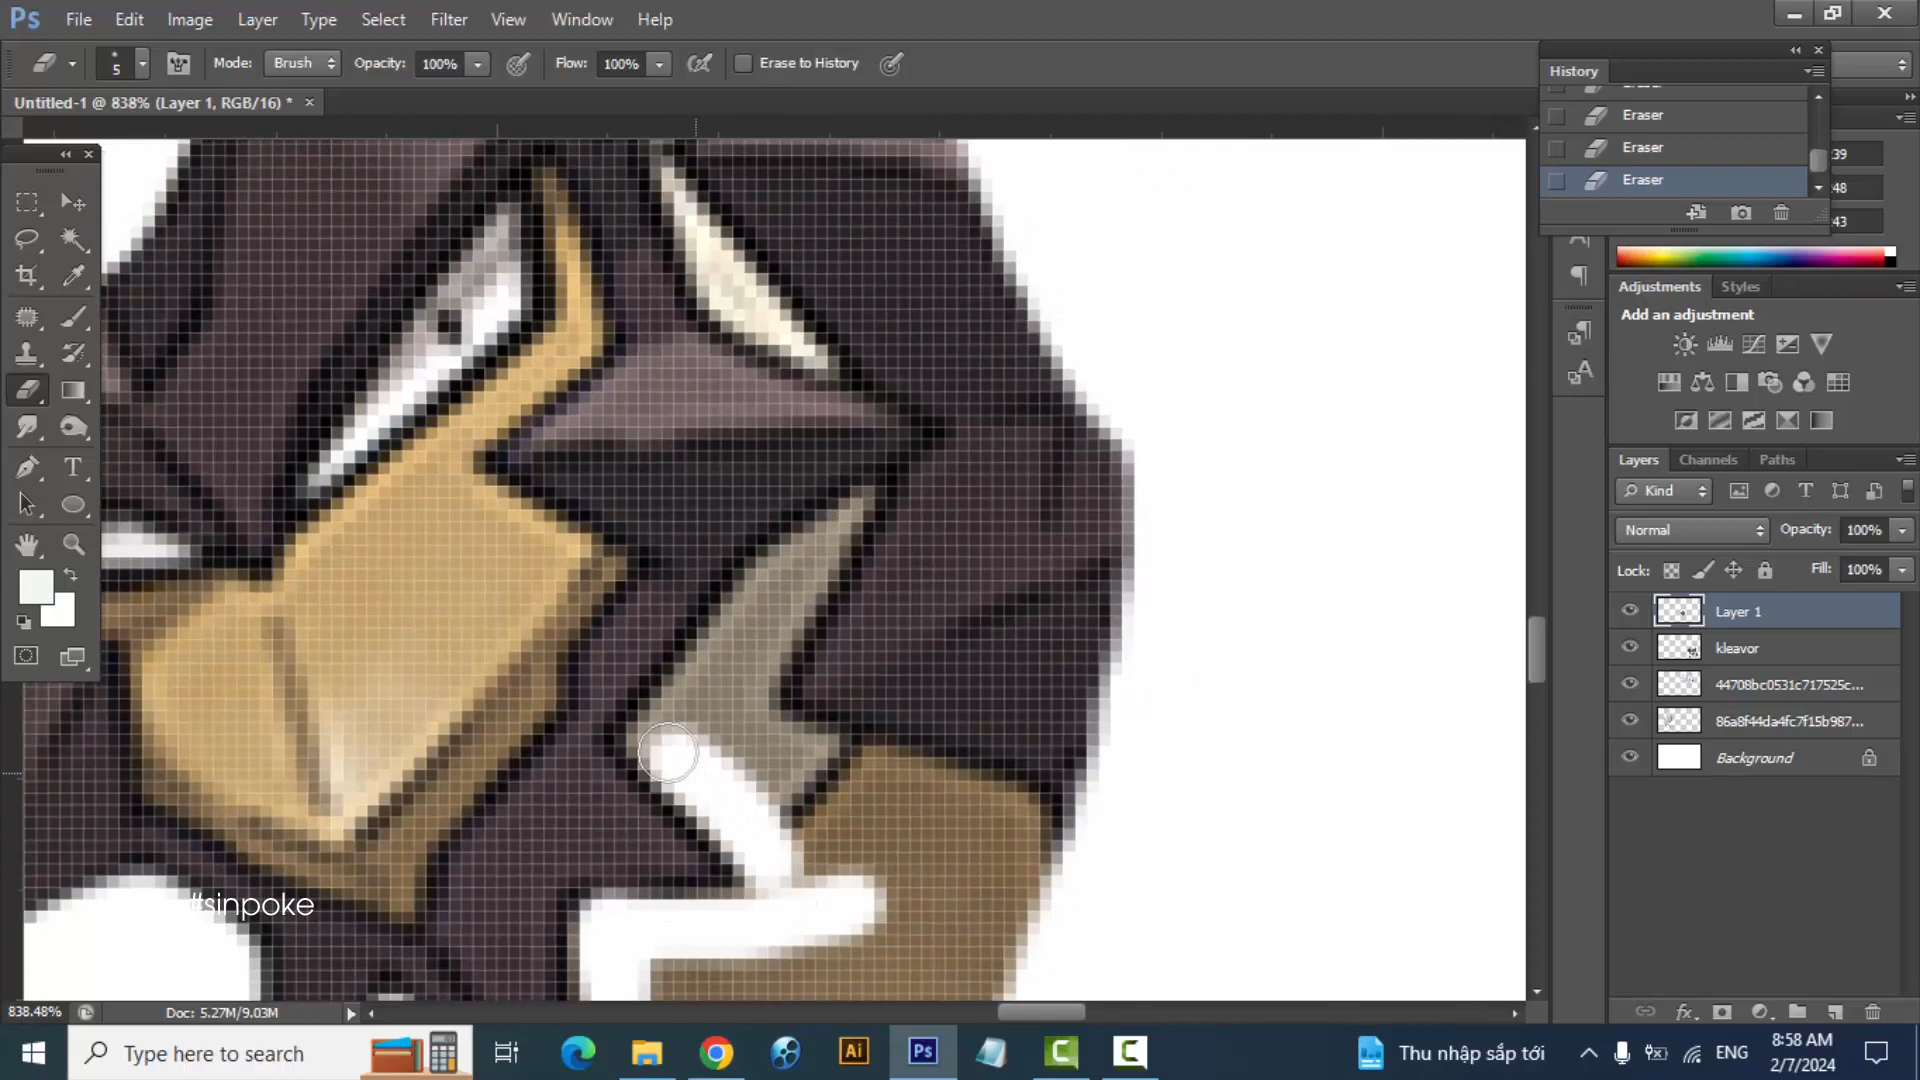 Ps File Edit Image Layer Type Select Filter View Window Help
5 Mode: Brush Opacity: 100% Flow: 100% Erase to History
Untitled-1 @ 838% (Layer 1, RGB/16) * ×
History
Eraser
Eraser
Eraser
Eraser
39
48
43
Adjustments Styles
Add an adjustment
Layers Channels Paths
Kind
Normal Opacity: 100%
Lock: Fill: 100%
Layer 1
kleavor
44708bc0531c717525c...
86a8f44da4fc7f15b987...
Background
#sinpoke
838.48% Doc: 5.27M/9.03M
Type here to search
Ai Ps
Thu nhập sắp tới
ENG
8:58 AM
2/7/2024